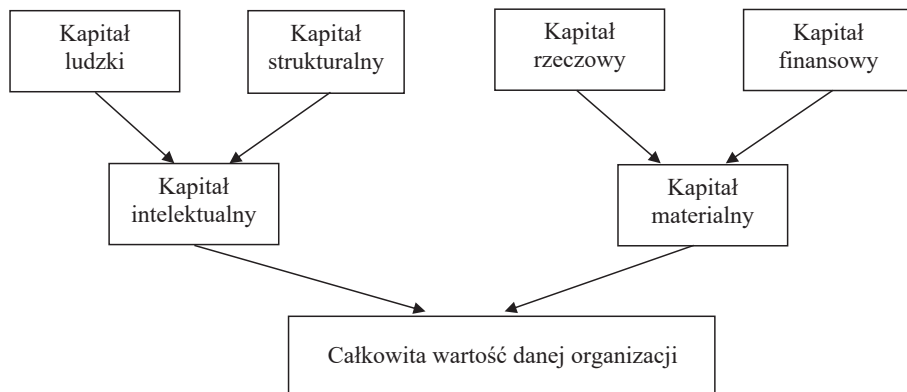 Kapitał
ludzki
Kapitał
strukturalny
Kapitał
rzeczowy
Kapitał
finansowy
Kapitał
intelektualny
Kapitał
materialny
Całkowita wartość danej organizacji